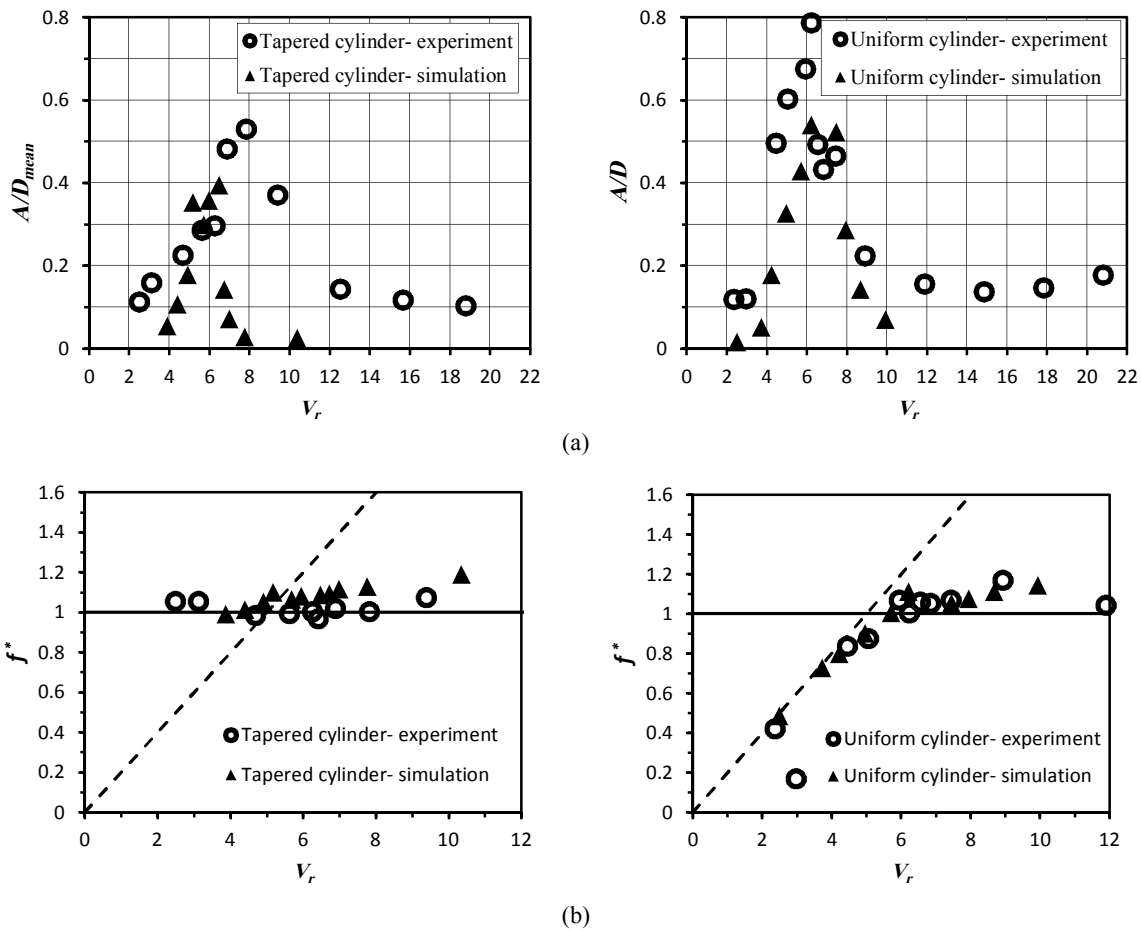 0.8
0.6
0.4
0.2
0
A/D_mean
Tapered cylinder- experiment
Tapered cylinder- simulation
0 2 4 6 8 10 12 14 16 18 20 22
V_r
0.8
0.6
0.4
0.2
0
A/D
Uniform cylinder- experiment
Uniform cylinder- simulation
0 2 4 6 8 10 12 14 16 18 20 22
V_r
(a)
1.6
1.4
1.2
1
0.8
0.6
0.4
0.2
0
f*
Tapered cylinder- experiment
Tapered cylinder- simulation
0 2 4 6 8 10 12
V_r
1.6
1.4
1.2
1
0.8
0.6
0.4
0.2
0
f*
Uniform cylinder- experiment
Uniform cylinder- simulation
0 2 4 6 8 10 12
V_r
(b)